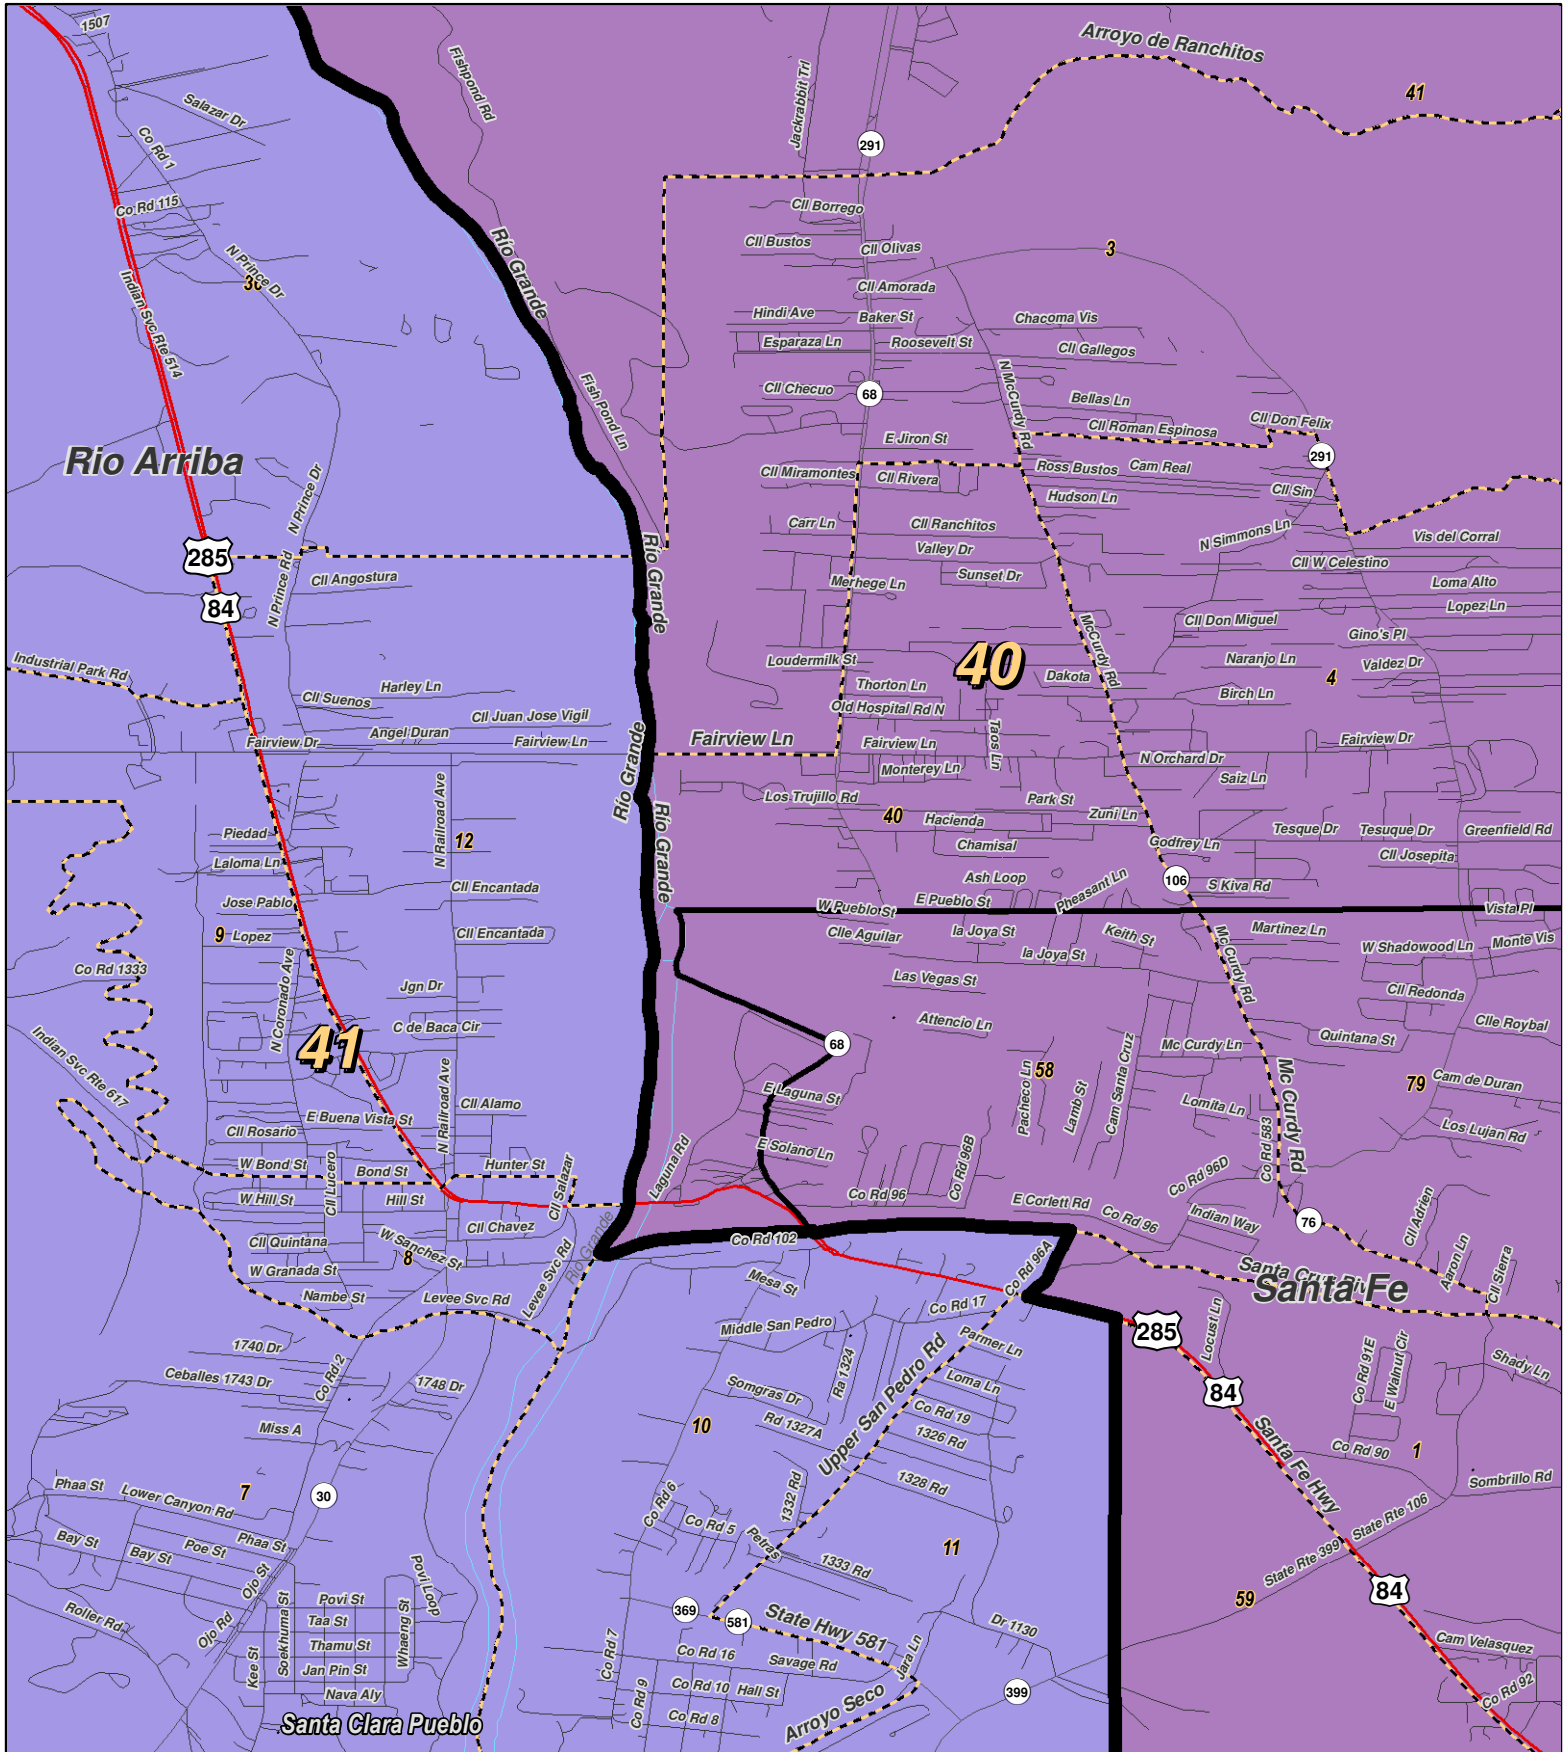 1507
Salazar Dr
Co Rd 1
Co Rd 115
N Prince Dr
36
Indian Svc Rte 514
Rio Arriba
N Prince Dr
285
84
N Prince Rd
Cll Angostura
Industrial Park Rd
Cll Suenos
Harley Ln
Cll Juan Jose Vigil
Angel Duran
Fairview Dr
Fairview Ln
N Railroad Ave
12
Piedad
Laloma Ln
Jose Pablo
Cll Encantada
9
Lopez
Cll Encantada
Co Rd 1333
N Coronado Ave
Jgn Dr
C de Baca Cir
41
Indian Svc Rte 617
N Railroad Ave
Cll Alamo
E Buena Vista St
Cll Rosario
W Bond St
Bond St
Hunter St
Cll Lucero
W Hill St
Hill St
Cll Salazar
Cll Chavez
Cll Quintana
W Sanchez St
8
W Granada St
Nambe St
Levee Svc Rd
Levee Svc Rd
Rio Grande
1740 Dr
Co Rd 2
Ceballes 1743 Dr
1748 Dr
Miss A
Phaa St
Lower Canyon Rd
7
30
Bay St
Bay St
Poe St
Phaa St
Ojo St
Povi Loop
Roller Rd
Ojo Rd
Soekhuma St
Povi St
Taa St
Thamu St
Whaeng St
Kee St
Jan Pin St
Nava Aly
Santa Clara Pueblo
Fishpond Rd
Jackrabbit Trl
Arroyo de Ranchitos
41
291
Cll Borrego
Cll Bustos
Cll Olivas
3
Rio Grande
Cll Amorada
Hindi Ave
Baker St
Chacoma Vis
Esparaza Ln
Roosevelt St
Cll Gallegos
Fish Pond Ln
Cll Checuo
68
N McCurdy Rd
Bellas Ln
Cll Don Felix
Cll Roman Espinosa
E Jiron St
291
Cll Miramontes
Cll Rivera
Ross Bustos
Cam Real
Hudson Ln
Cll Sin
Carr Ln
Cll Ranchitos
N Simmons Ln
Vis del Corral
Valley Dr
Cll W Celestino
Rio Grande
Merhege Ln
Sunset Dr
Loma Alto
Lopez Ln
McCurdy Rd
Cll Don Miguel
Gino's Pl
Loudermilk St
40
Dakota
Naranjo Ln
4
Valdez Dr
Thorton Ln
Birch Ln
Old Hospital Rd N
Taos Ln
Rio Grande
Fairview Ln
Fairview Ln
Fairview Dr
N Orchard Dr
Monterey Ln
Saiz Ln
Los Trujillo Rd
Park St
Rio Grande
40
Hacienda
Zuni Ln
Tesque Dr
Tesuque Dr
Greenfield Rd
Chamisal
Godfrey Ln
Cll Josepita
Ash Loop
Pheasant Ln
106
S Kiva Rd
W Pueblo St
E Pueblo St
Vista Pl
Clle Aguilar
la Joya St
Keith St
Martinez Ln
W Shadowood Ln
Monte Vis
la Joya St
Mc Curdy Rd
Las Vegas St
Cll Redonda
Attencio Ln
Clle Roybal
68
Mc Curdy Ln
Quintana St
Pacheco Ln
58
Cam Santa Cruz
Mc Curdy Rd
79
Cam de Duran
E Laguna St
Lamb St
Lomita Ln
Co Rd 583
Los Lujan Rd
E Solano Ln
Laguna Rd
Co Rd 96B
Co Rd 96D
Co Rd 96
E Corlett Rd
Co Rd 96
Indian Way
76
Cll Adrien
Co Rd 102
Co Rd 96A
Aaron Ln
Cll Sierra
Santa Fe
Mesa St
Co Rd 17
Middle San Pedro
Parmer Ln
285
Locust Ln
Ra 1324
Upper San Pedro Rd
Co Rd 91E
E Walnut Cir
Shady Ln
Somgras Dr
Loma Ln
84
10
Rd 1327A
Co Rd 19
1326 Rd
Santa Fe Hwy
Co Rd 90
1
1328 Rd
Sombrillo Rd
Co Rd 6
1332 Rd
Co Rd 5
Petras
State Rte 106
11
State Rte 399
1333 Rd
59
84
369
581
State Hwy 581
Dr 1130
Co Rd 7
Co Rd 16
Savage Rd
Jara Ln
Cam Velasquez
Co Rd 9
Co Rd 10
Hall St
399
Co Rd 92
Co Rd 8
Arroyo Seco